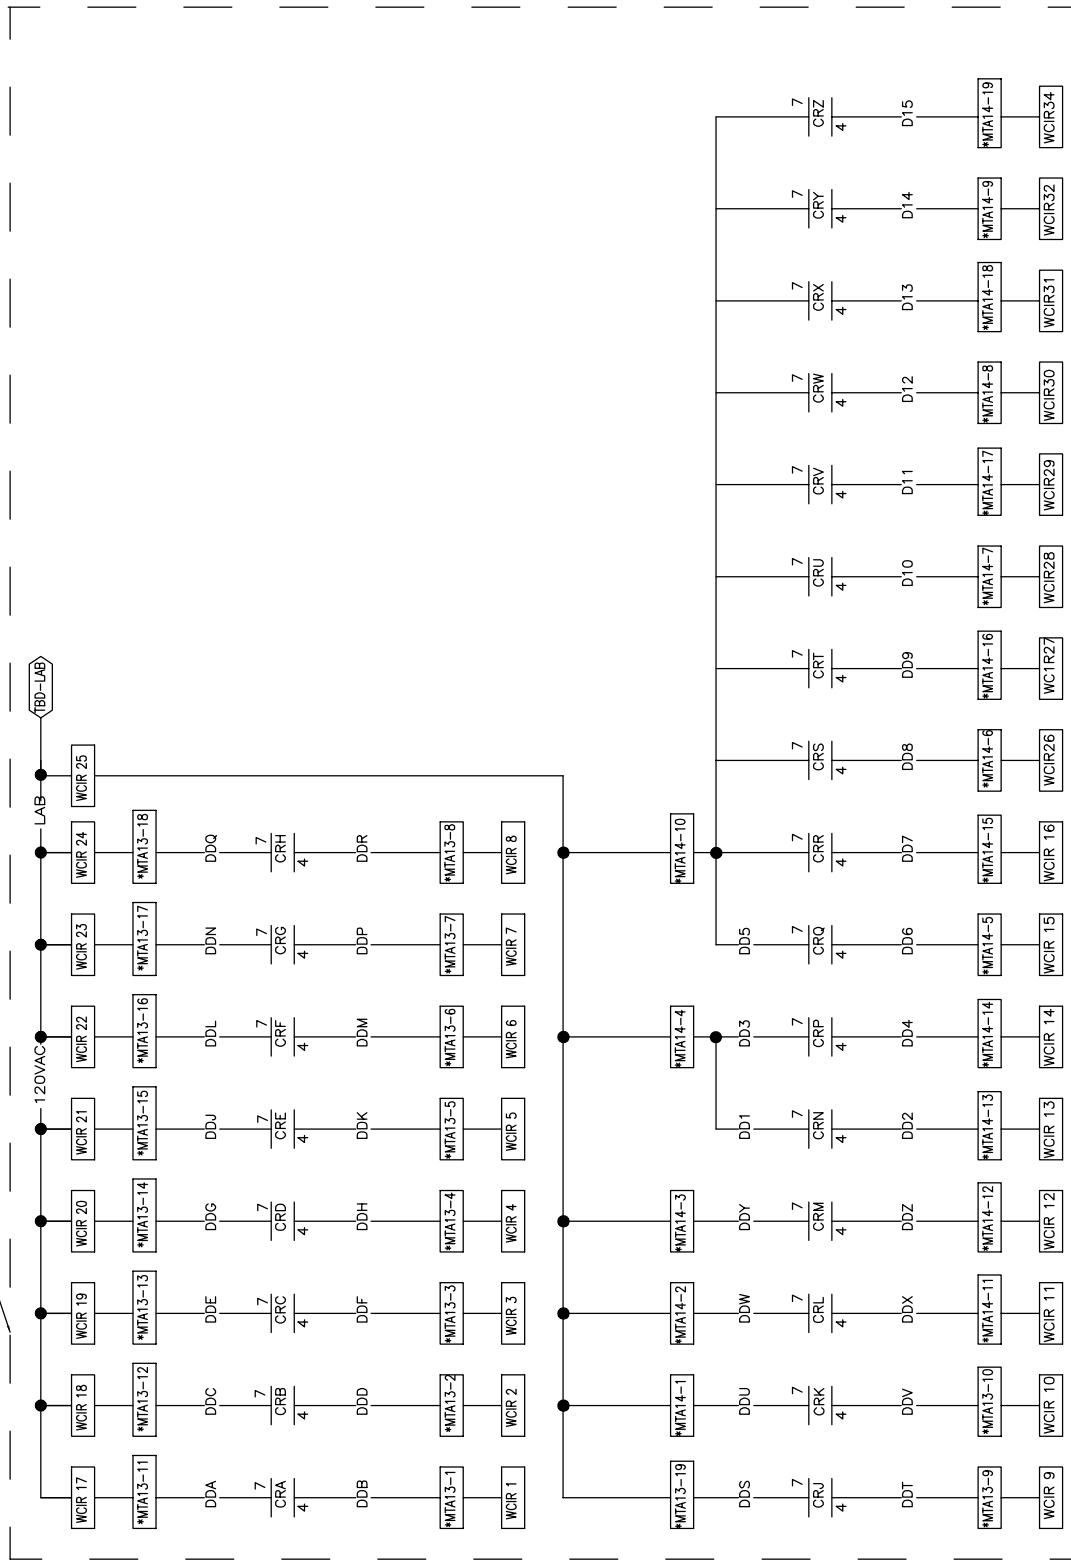 TBD-LAB
120VAC LAB
WCIR 17 WCIR 18 WCIR 19 WCIR 20 WCIR 21 WCIR 22 WCIR 23 WCIR 24 WCIR 25
*MTA13-11 *MTA13-12 *MTA13-13 *MTA13-14 *MTA13-15 *MTA13-16 *MTA13-17 *MTA13-18
DDA DDC DDE DDG DDJ DDL DDN DDQ
7 7 7 7 7 7 7 7
CRA CRB CRC CRD CRE CRF CRG CRH
4 4 4 4 4 4 4 4
DDB DDD DDF DDH DDK DDM DDP DDR
*MTA13-1 *MTA13-2 *MTA13-3 *MTA13-4 *MTA13-5 *MTA13-6 *MTA13-7 *MTA13-8
WCIR 1 WCIR 2 WCIR 3 WCIR 4 WCIR 5 WCIR 6 WCIR 7 WCIR 8
*MTA13-19 *MTA14-1 *MTA14-2 *MTA14-3 *MTA14-4 *MTA14-10
DDS DDU DDW DDY DD1 DD3 DD5
7 7 7 7 7 7 7 7 7 7 7 7 7 7 7 7
CRJ CRK CRL CRM CRN CRP CRQ CRR CRS CRT CRU CRV CRW CRX CRY CRZ
4 4 4 4 4 4 4 4 4 4 4 4 4 4 4 4
DDT DDV DDX DDZ DD2 DD4 DD6 DD7 DD8 DD9 D10 D11 D12 D13 D14 D15
*MTA13-9 *MTA13-10 *MTA14-11 *MTA14-12 *MTA14-13 *MTA14-14 *MTA14-5 *MTA14-15 *MTA14-6 *MTA14-16 *MTA14-7 *MTA14-17 *MTA14-8 *MTA14-18 *MTA14-9 *MTA14-19
WCIR 9 WCIR 10 WCIR 11 WCIR 12 WCIR 13 WCIR 14 WCIR 15 WCIR 16 WCIR26 WC1R27 WCIR28 WCIR29 WCIR30 WCIR31 WCIR32 WCIR34